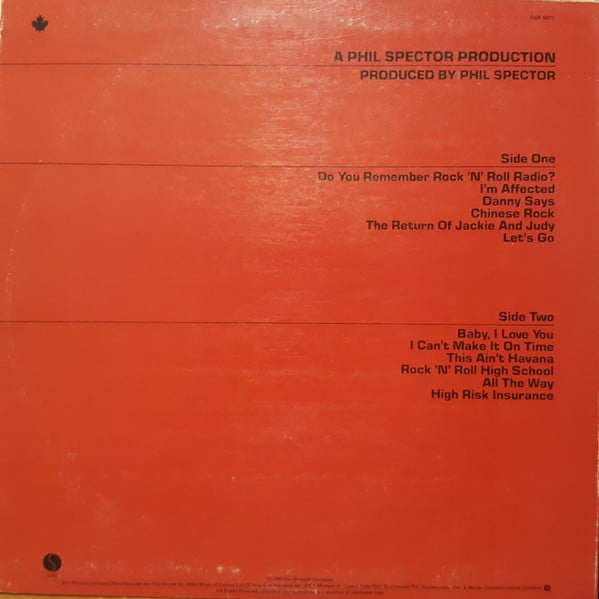 A PHIL SPECTOR PRODUCTION
PRODUCED BY PHIL SPECTOR
Side One
Do You Remember Rock 'N' Roll Radio?
I'm Affected
Danny Says
Chinese Rock
The Return Of Jackie And Judy
Let's Go
Side Two
Baby, I Love You
I Can't Make It On Time
This Ain't Havana
Rock 'N' Roll High School
All The Way
High Risk Insurance